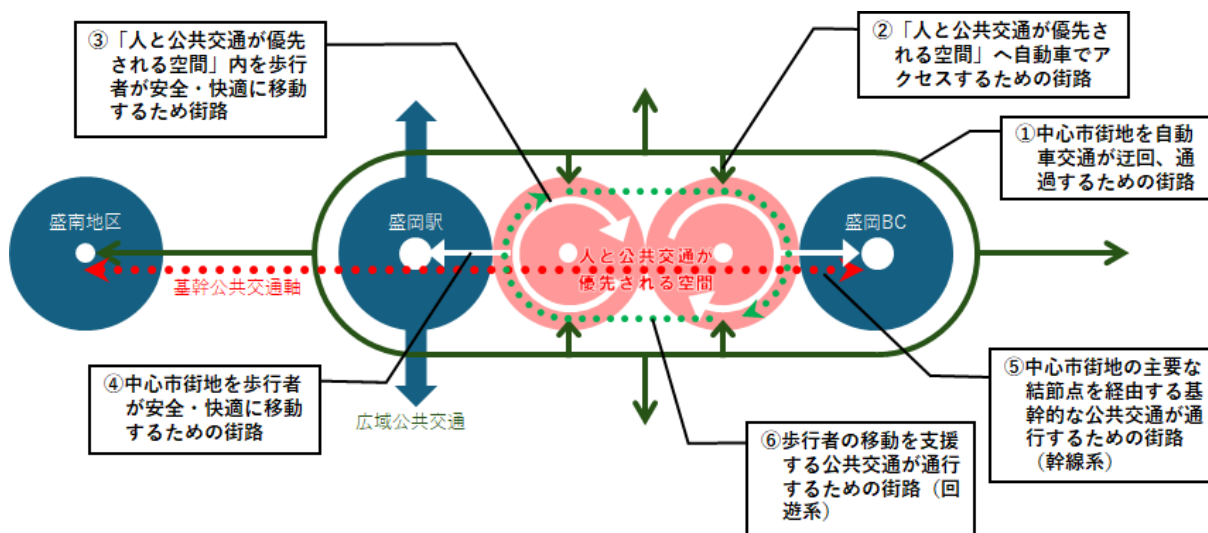 ③「人と公共交通が優先
される空間」内を歩行
者が安全・快適に移動
するため街路
②「人と公共交通が優先さ
れる空間」へ自動車でア
クセスするための街路
①中心市街地を自動
車交通が迂回、通
過するための街路
盛南地区
盛岡駅
盛岡BC
人と公共交通が
優先される空間
基幹公共交通軸
④中心市街地を歩行者
が安全・快適に移動
するための街路
広域公共交通
⑤中心市街地の主要な
結節点を経由する基
幹的な公共交通が通
行するための街路
（幹線系）
⑥歩行者の移動を支援
する公共交通が通行
するための街路（回
遊系）